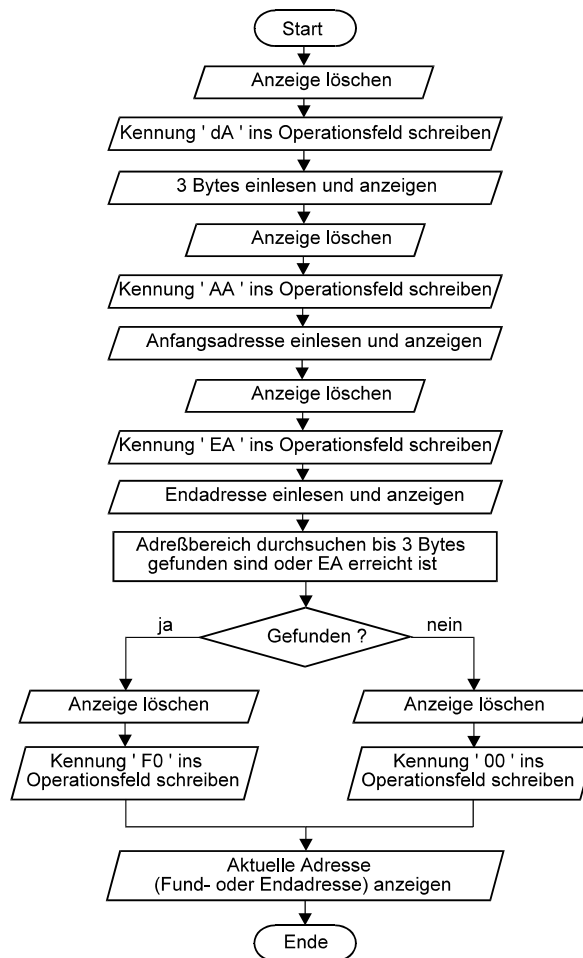 Start
Anzeige löschen
Kennung ' dA ' ins Operationsfeld schreiben
3 Bytes einlesen und anzeigen
Anzeige löschen
Kennung ' AA ' ins Operationsfeld schreiben
Anfangsadresse einlesen und anzeigen
Anzeige löschen
Kennung ' EA ' ins Operationsfeld schreiben
Endadresse einlesen und anzeigen
Adreßbereich durchsuchen bis 3 Bytes
gefunden sind oder EA erreicht ist
ja
Gefunden ?
nein
Anzeige löschen
Kennung ' F0 ' ins
Operationsfeld schreiben
Anzeige löschen
Kennung ' 00 ' ins
Operationsfeld schreiben
Aktuelle Adresse
(Fund- oder Endadresse) anzeigen
Ende